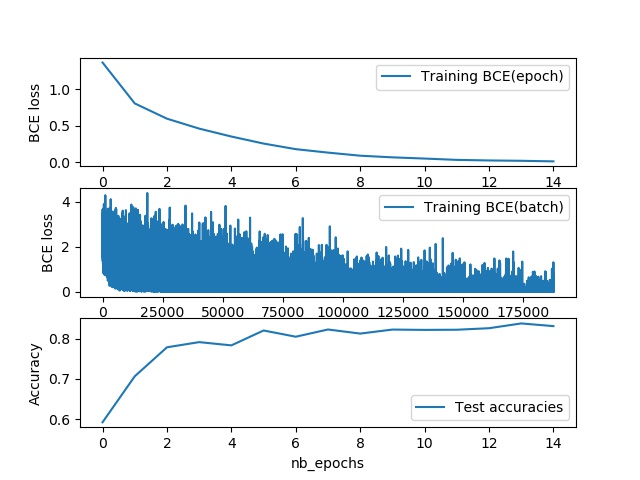 BCE loss
1.0
0.5
0.0
Training BCE(epoch)
0 2 4 6 8 10 12 14
BCE loss
4
2
0
Training BCE(batch)
0 25000 50000 75000 100000 125000 150000 175000
Accuracy
0.8
0.7
0.6
Test accuracies
0 2 4 6 8 10 12 14
nb_epochs